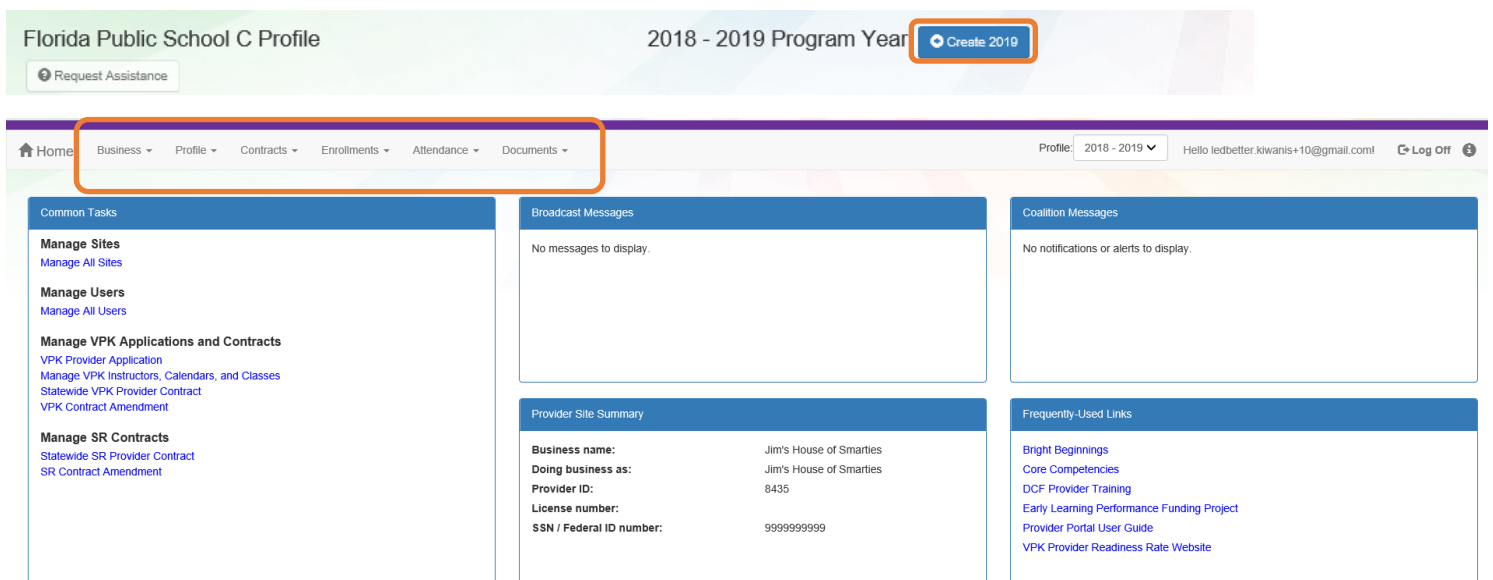 Florida Public School C Profile
2018 - 2019 Program Year
Create 2019
Request Assistance
Home Business Profile Contracts Enrollments Attendance Documents
Profile: 2018 - 2019 Hello ledbetter.kiwanis+10@gmail.com! Log Off
Common Tasks
Manage Sites
Manage All Sites
Manage Users
Manage All Users
Manage VPK Applications and Contracts
VPK Provider Application
Manage VPK Instructors, Calendars, and Classes
Statewide VPK Provider Contract
VPK Contract Amendment
Manage SR Contracts
Statewide SR Provider Contract
SR Contract Amendment
Broadcast Messages
No messages to display.
Coalition Messages
No notifications or alerts to display.
Provider Site Summary
Business name: Jim's House of Smarties
Doing business as: Jim's House of Smarties
Provider ID: 8435
License number:
SSN / Federal ID number: 9999999999
Frequently-Used Links
Bright Beginnings
Core Competencies
DCF Provider Training
Early Learning Performance Funding Project
Provider Portal User Guide
VPK Provider Readiness Rate Website